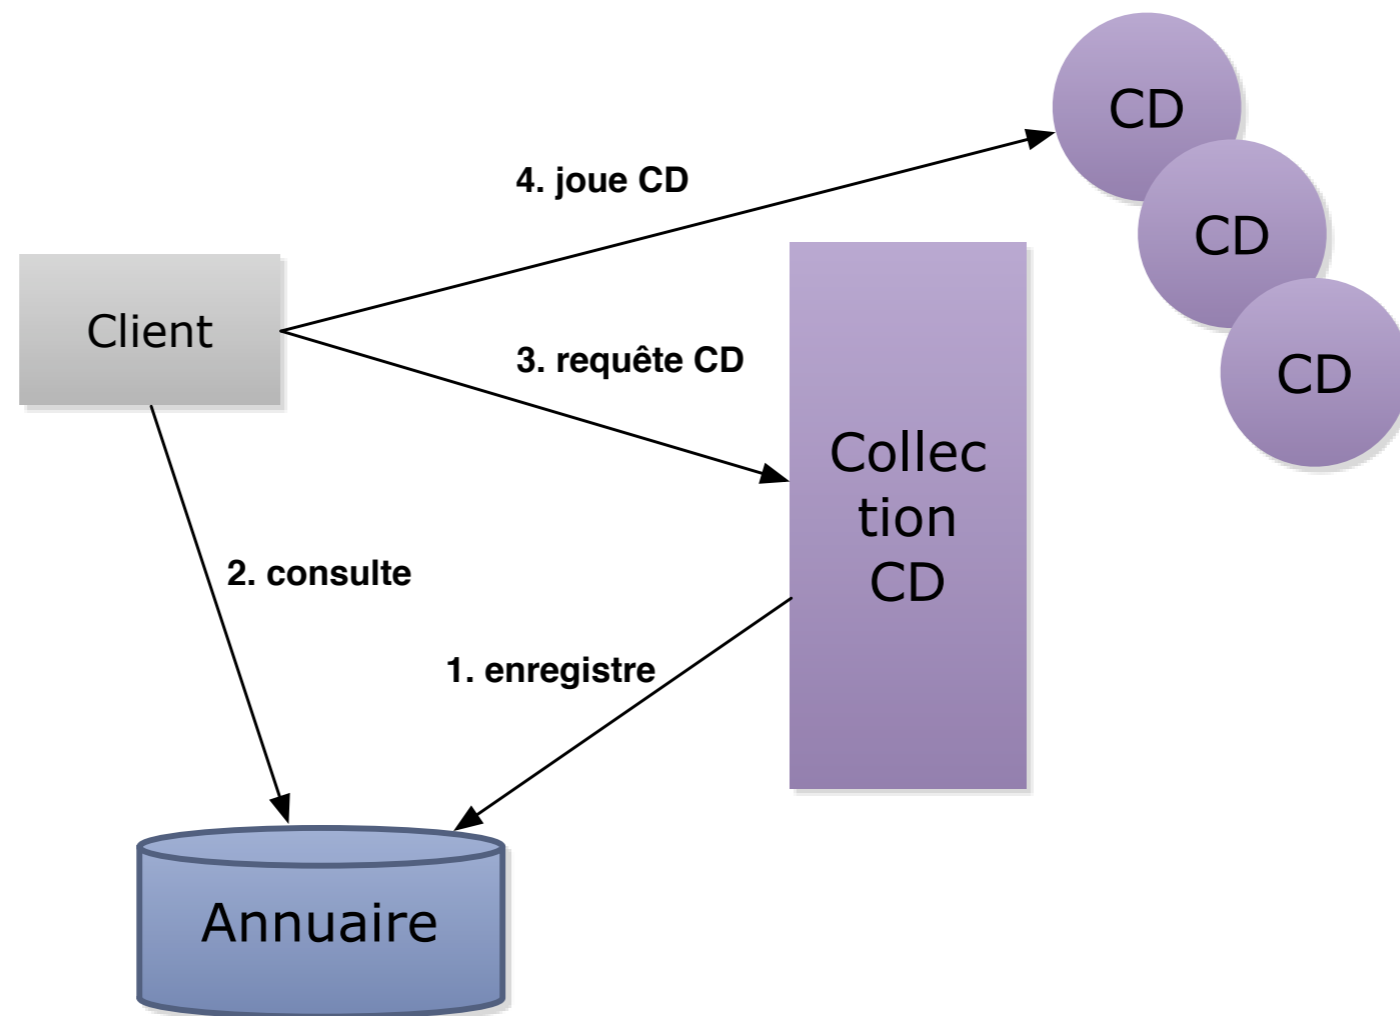 CD
4. joue CD
CD
Client
3. requête CD
CD
Collec
tion
CD
2. consulte
1. enregistre
Annuaire